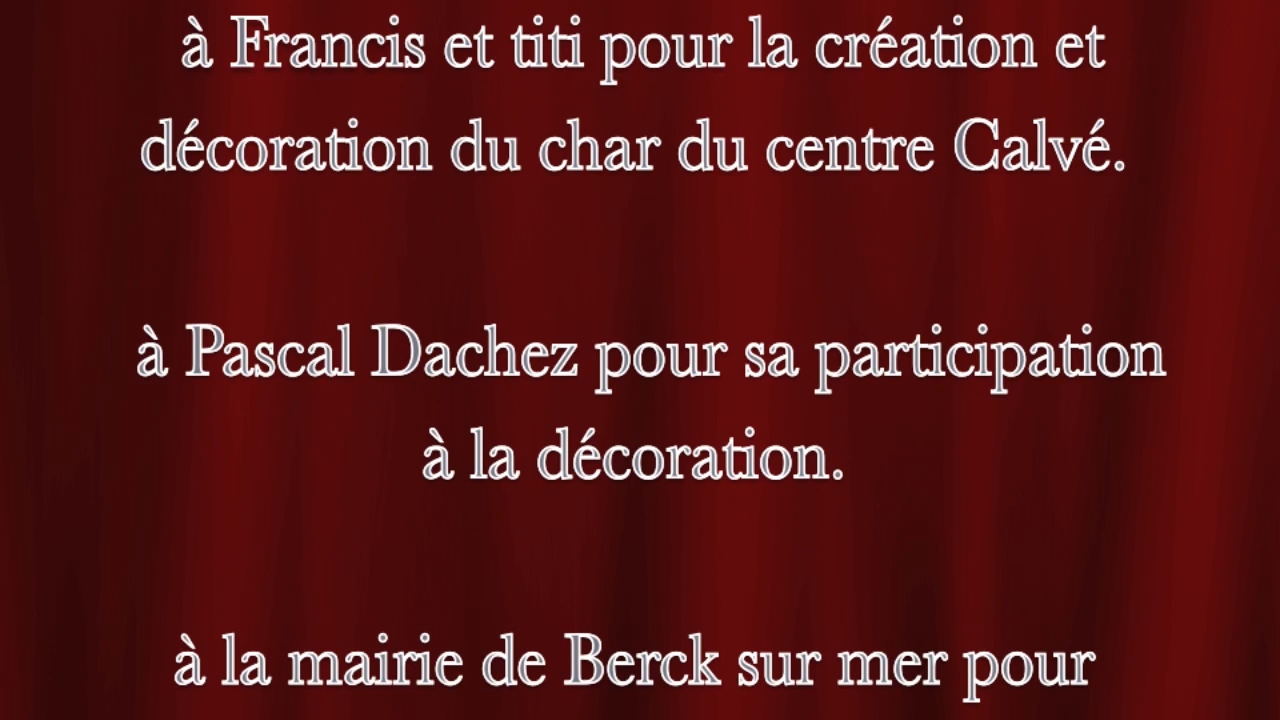 à Francis et titi pour la création et
décoration du char du centre Calvé.
à Pascal Dachez pour sa participation
à la décoration.
à la mairie de Berck sur mer pour